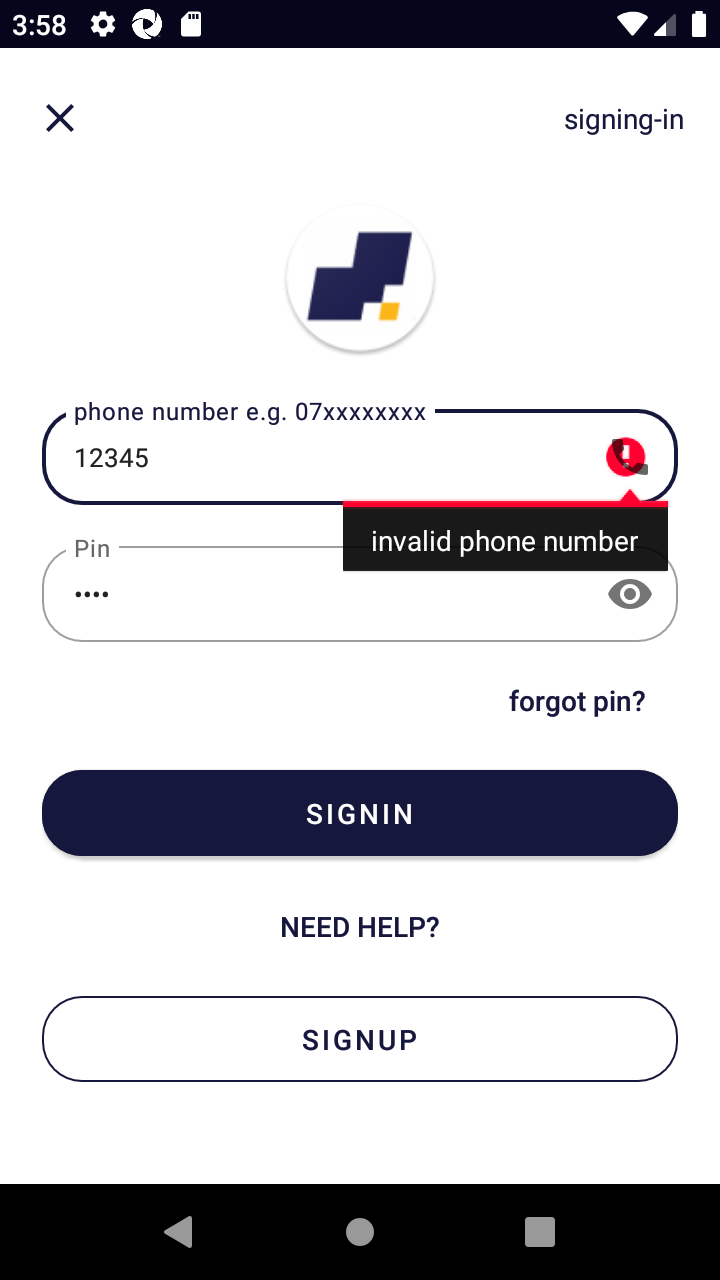 3:58
signing-in
phone number e.g. 07xxxxxxxx
12345
invalid phone number
Pin
••••
forgot pin?
SIGNIN
NEED HELP?
SIGNUP